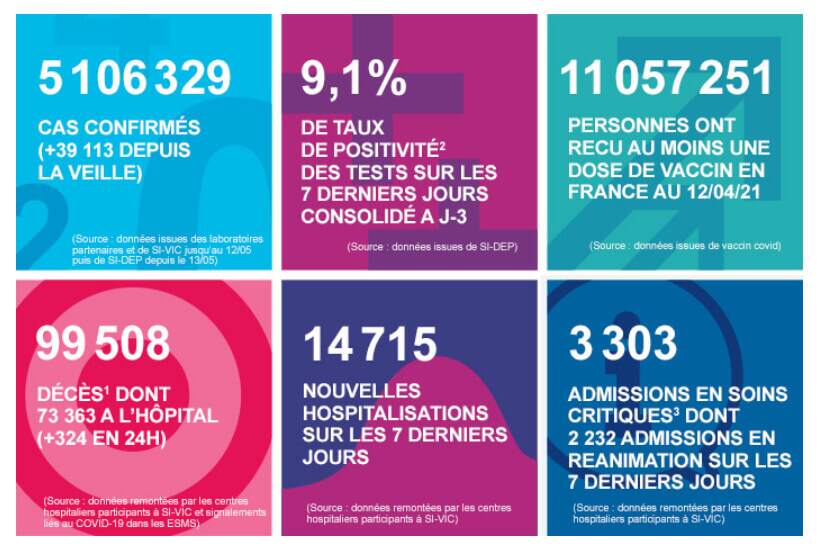 5 106 329
CAS CONFIRMÉS
(+39 113 DEPUIS
LA VEILLE)
(Source : données issues des laboratoires
partenaires et de SI-VIC jusqu'au 12/05
puis de SI-DEP depuis le 13/05)
9,1%
DE TAUX
DE POSITIVITÉ²
DES TESTS SUR LES
7 DERNIERS JOURS
CONSOLIDÉ A J-3
(Source : données issues de SI-DEP)
11 057 251
PERSONNES ONT
RECU AU MOINS UNE
DOSE DE VACCIN EN
FRANCE AU 12/04/21
(Source : données issues de vaccin covid)
99 508
DÉCÈS¹ DONT
73 363 A L'HÔPITAL
(+324 EN 24H)
(Source : données remontées par les centres
hospitaliers participants à SI-VIC et signalements
liés au COVID-19 dans les ESMS)
14 715
NOUVELLES
HOSPITALISATIONS
SUR LES 7 DERNIERS
JOURS
(Source : données remontées par les centres
hospitaliers participants à SI-VIC)
3 303
ADMISSIONS EN SOINS
CRITIQUES³ DONT
2 232 ADMISSIONS EN
REANIMATION SUR LES
7 DERNIERS JOURS
(Source : données remontées par les centres
hospitaliers participants à SI-VIC)